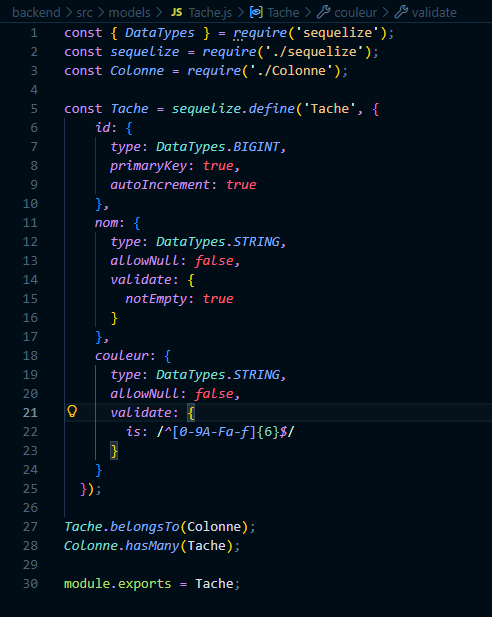 backend > src > models > JS Tache.js > Tache > couleur > validate
1 const { DataTypes } = require('sequelize');
2 const sequelize = require('./sequelize');
3 const Colonne = require('./Colonne');
4
5 const Tache = sequelize.define('Tache', {
6     id: {
7       type: DataTypes.BIGINT,
8       primaryKey: true,
9       autoIncrement: true
10     },
11     nom: {
12       type: DataTypes.STRING,
13       allowNull: false,
14       validate: {
15         notEmpty: true
16       }
17     },
18     couleur: {
19       type: DataTypes.STRING,
20       allowNull: false,
21       validate: {
22         is: /^[0-9A-Fa-f]{6}$/
23       }
24     }
25   });
26
27 Tache.belongsTo(Colonne);
28 Colonne.hasMany(Tache);
29
30 module.exports = Tache;